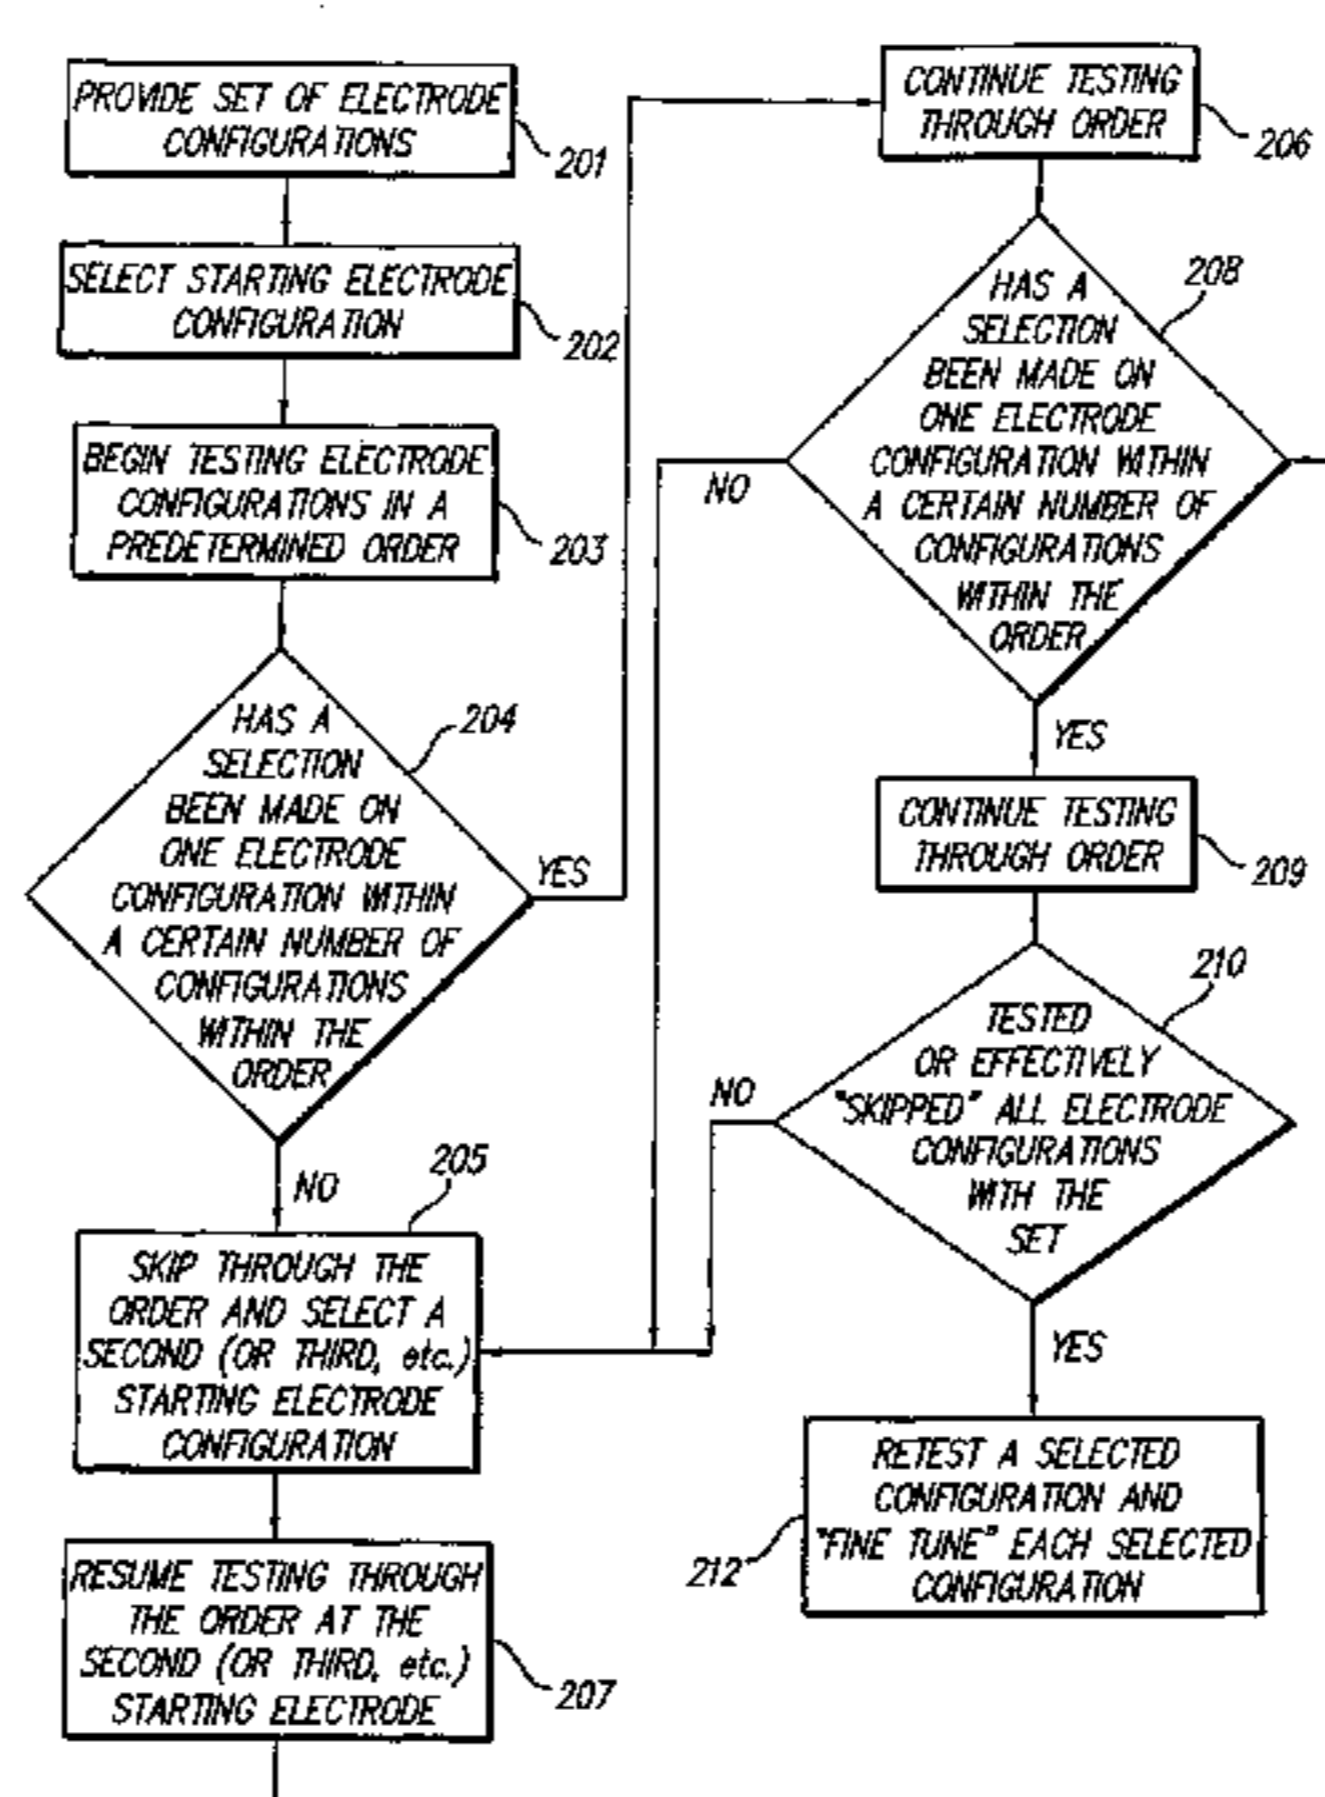 PROVIDE SET OF ELECTRODE
CONFIGURATIONS
201
SELECT STARTING ELECTRODE
CONFIGURATION
202
BEGIN TESTING ELECTRODE
CONFIGURATIONS IN A
PREDETERMINED ORDER
203
HAS A
SELECTION
BEEN MADE ON
ONE ELECTRODE
CONFIGURATION WITHIN
A CERTAIN NUMBER OF
CONFIGURATIONS
WITHIN THE
ORDER
204
YES
NO
205
SKIP THROUGH THE
ORDER AND SELECT A
SECOND (OR THIRD, etc.)
STARTING ELECTRODE
CONFIGURATION
RESUME TESTING THROUGH
THE ORDER AT THE
SECOND (OR THIRD, etc.)
STARTING ELECTRODE
207
CONTINUE TESTING
THROUGH ORDER
206
HAS A
SELECTION
BEEN MADE ON
ONE ELECTRODE
CONFIGURATION WITHIN
A CERTAIN NUMBER OF
CONFIGURATIONS
WITHIN THE
ORDER
208
NO
YES
CONTINUE TESTING
THROUGH ORDER
209
210
TESTED
OR EFFECTIVELY
"SKIPPED" ALL ELECTRODE
CONFIGURATIONS
WITH THE
SET
NO
YES
RETEST A SELECTED
CONFIGURATION AND
"FINE TUNE" EACH SELECTED
CONFIGURATION
212